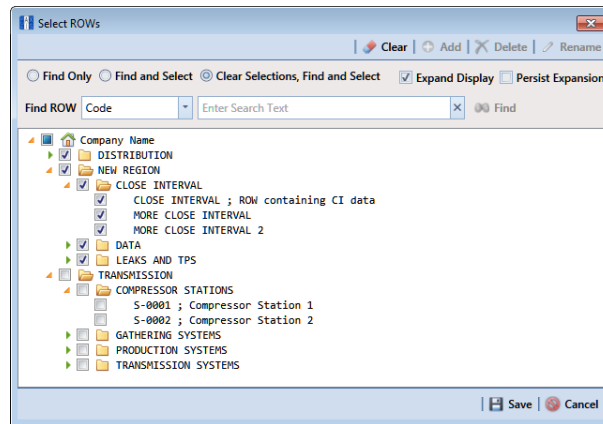 Select ROWs
Clear Add Delete Rename
Find Only Find and Select Clear Selections, Find and Select Expand Display Persist Expansion
Find ROW Code Enter Search Text Find
Company Name
DISTRIBUTION
NEW REGION
CLOSE INTERVAL
CLOSE INTERVAL ; ROW containing CI data
MORE CLOSE INTERVAL
MORE CLOSE INTERVAL 2
DATA
LEAKS AND TPS
TRANSMISSION
COMPRESSOR STATIONS
S-0001 ; Compressor Station 1
S-0002 ; Compressor Station 2
GATHERING SYSTEMS
PRODUCTION SYSTEMS
TRANSMISSION SYSTEMS
Save Cancel